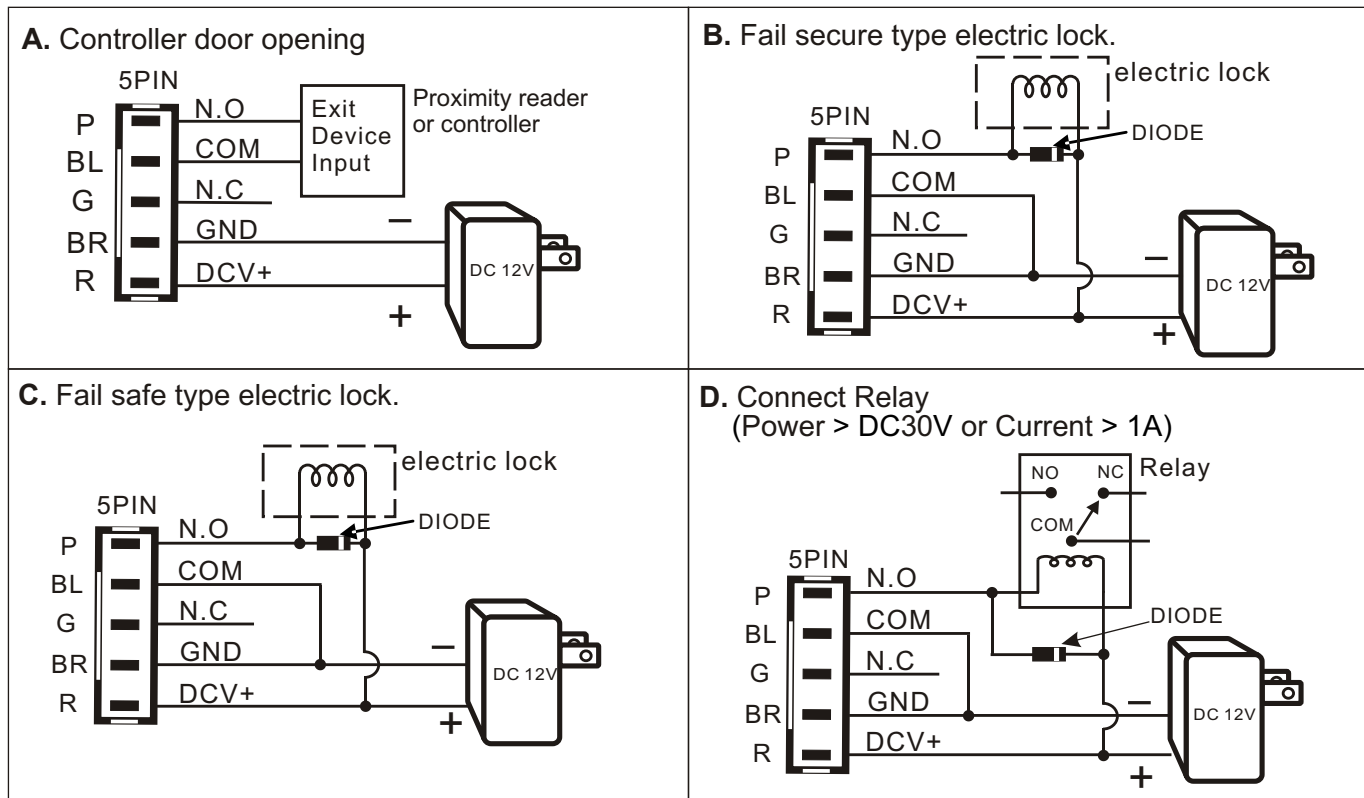 A. Controller door opening
5PIN
P
BL
G
BR
R
N.O
COM
N.C
GND
DCV+
Exit
Device
Input
Proximity reader
or controller
−
+
DC 12V
B. Fail secure type electric lock.
electric lock
DIODE
5PIN
P
BL
G
BR
R
N.O
COM
N.C
GND
DCV+
−
+
DC 12V
C. Fail safe type electric lock.
electric lock
DIODE
5PIN
P
BL
G
BR
R
N.O
COM
N.C
GND
DCV+
−
+
DC 12V
D. Connect Relay
(Power > DC30V or Current > 1A)
NO
NC
Relay
COM
DIODE
5PIN
P
BL
G
BR
R
N.O
COM
N.C
GND
DCV+
−
+
DC 12V